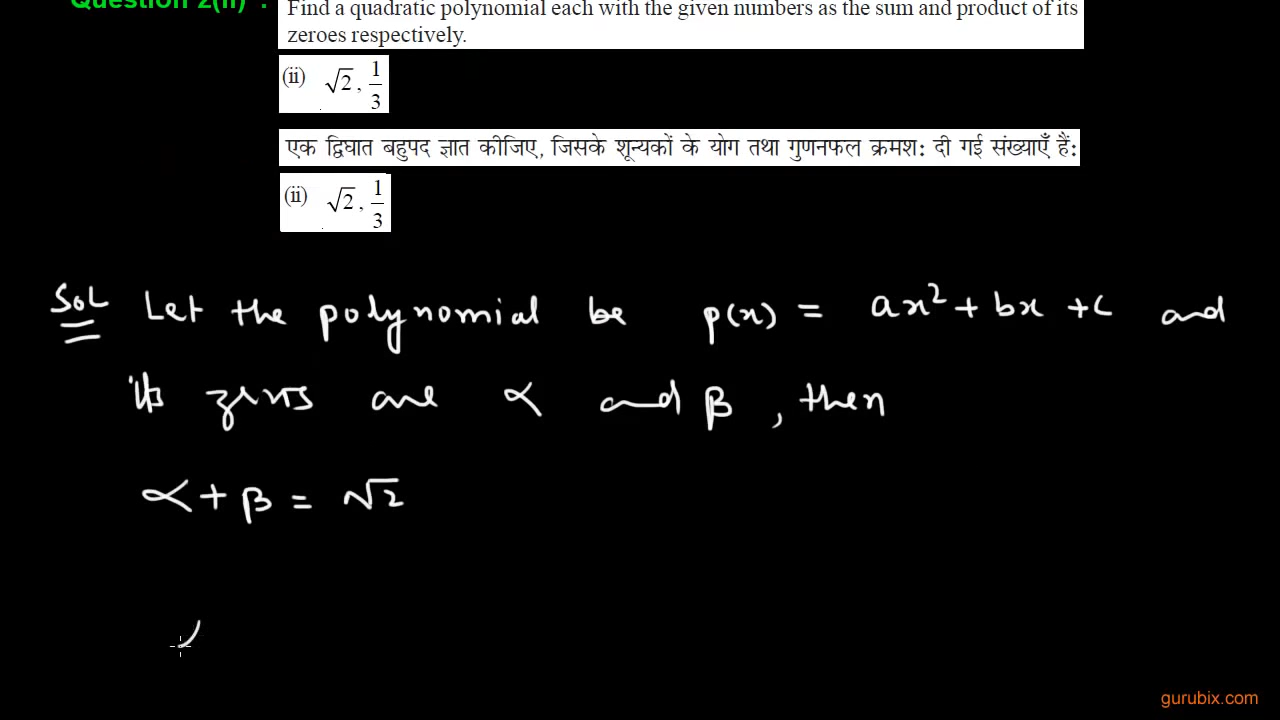 Question 2(ii) :
Find a quadratic polynomial each with the given numbers as the sum and product of its
zeroes respectively.
(ii) √2, 1/3
एक द्विघात बहुपद ज्ञात कीजिए, जिसके शून्यकों के योग तथा गुणनफल क्रमश: दी गई संख्याएँ हैं:
(ii) √2, 1/3
Sol Let the polynomial be p(x) = ax² + bx + c and
its zeros are α and β, then
α + β = √2
gurubix.com